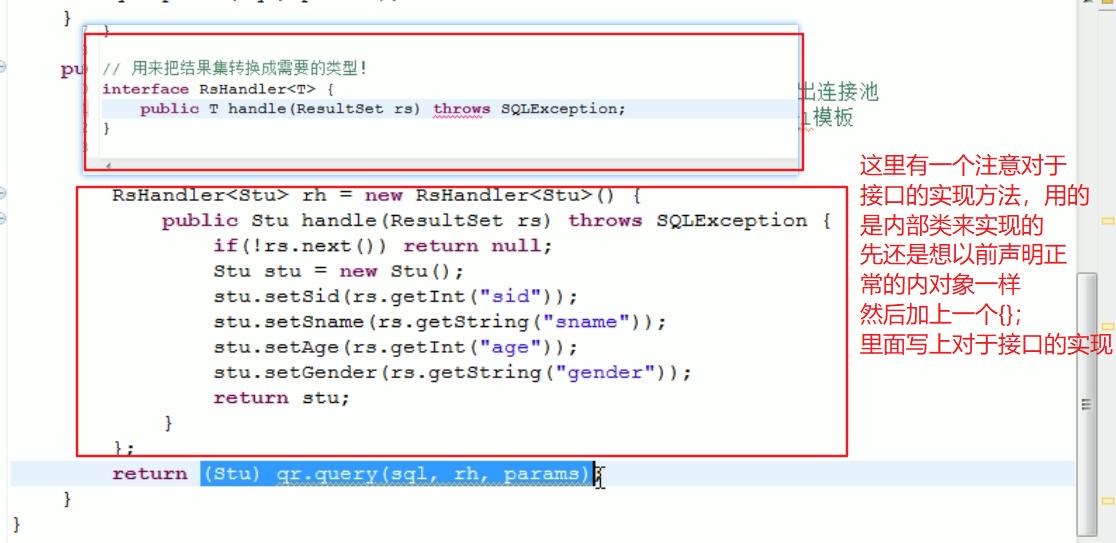 }
}
pu
// 用来把结果集转换成需要的类型!
interface RsHandler<T> {
public T handle(ResultSet rs) throws SQLException;
}
出连接池
模板
RsHandler<Stu> rh = new RsHandler<Stu>() {
public Stu handle(ResultSet rs) throws SQLException {
if(!rs.next()) return null;
Stu stu = new Stu();
stu.setSid(rs.getInt("sid"));
stu.setSname(rs.getString("sname"));
stu.setAge(rs.getInt("age"));
stu.setGender(rs.getString("gender"));
return stu;
}
};
return (Stu) qr.query(sql, rh, params);
}
}
这里有一个注意对于
接口的实现方法，用的
是内部类来实现的
先还是想以前声明正
常的内对象一样
然后加上一个{};
里面写上对于接口的实现